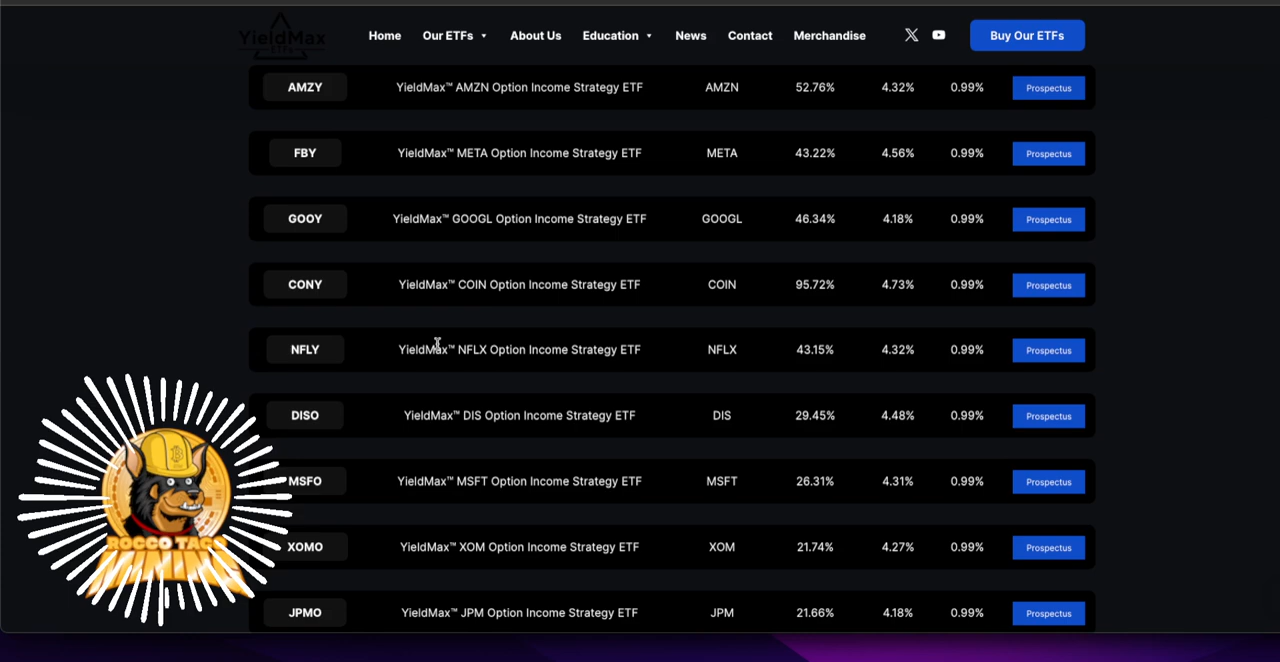 YieldMax
ETFs
Home Our ETFs About Us Education News Contact Merchandise Buy Our ETFs
AMZY YieldMax™ AMZN Option Income Strategy ETF AMZN 52.76% 4.32% 0.99% Prospectus
FBY YieldMax™ META Option Income Strategy ETF META 43.22% 4.56% 0.99% Prospectus
GOOY YieldMax™ GOOGL Option Income Strategy ETF GOOGL 46.34% 4.18% 0.99% Prospectus
CONY YieldMax™ COIN Option Income Strategy ETF COIN 95.72% 4.73% 0.99% Prospectus
NFLY YieldMax™ NFLX Option Income Strategy ETF NFLX 43.15% 4.32% 0.99% Prospectus
DISO YieldMax™ DIS Option Income Strategy ETF DIS 29.45% 4.48% 0.99% Prospectus
MSFO YieldMax™ MSFT Option Income Strategy ETF MSFT 26.31% 4.31% 0.99% Prospectus
XOMO YieldMax™ XOM Option Income Strategy ETF XOM 21.74% 4.27% 0.99% Prospectus
JPMO YieldMax™ JPM Option Income Strategy ETF JPM 21.66% 4.18% 0.99% Prospectus
ROCCO TACO